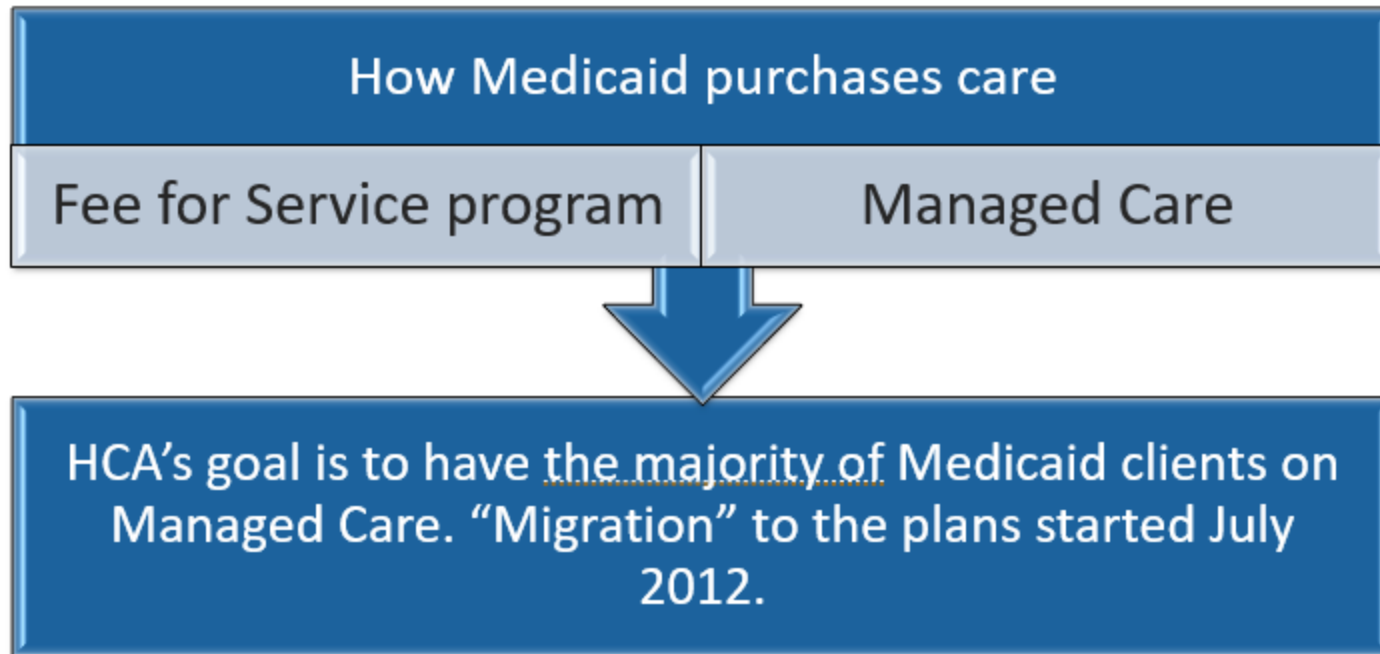 How Medicaid purchases care
Fee for Service program
Managed Care
HCA’s goal is to have the majority of Medicaid clients on
Managed Care. “Migration” to the plans started July
2012.